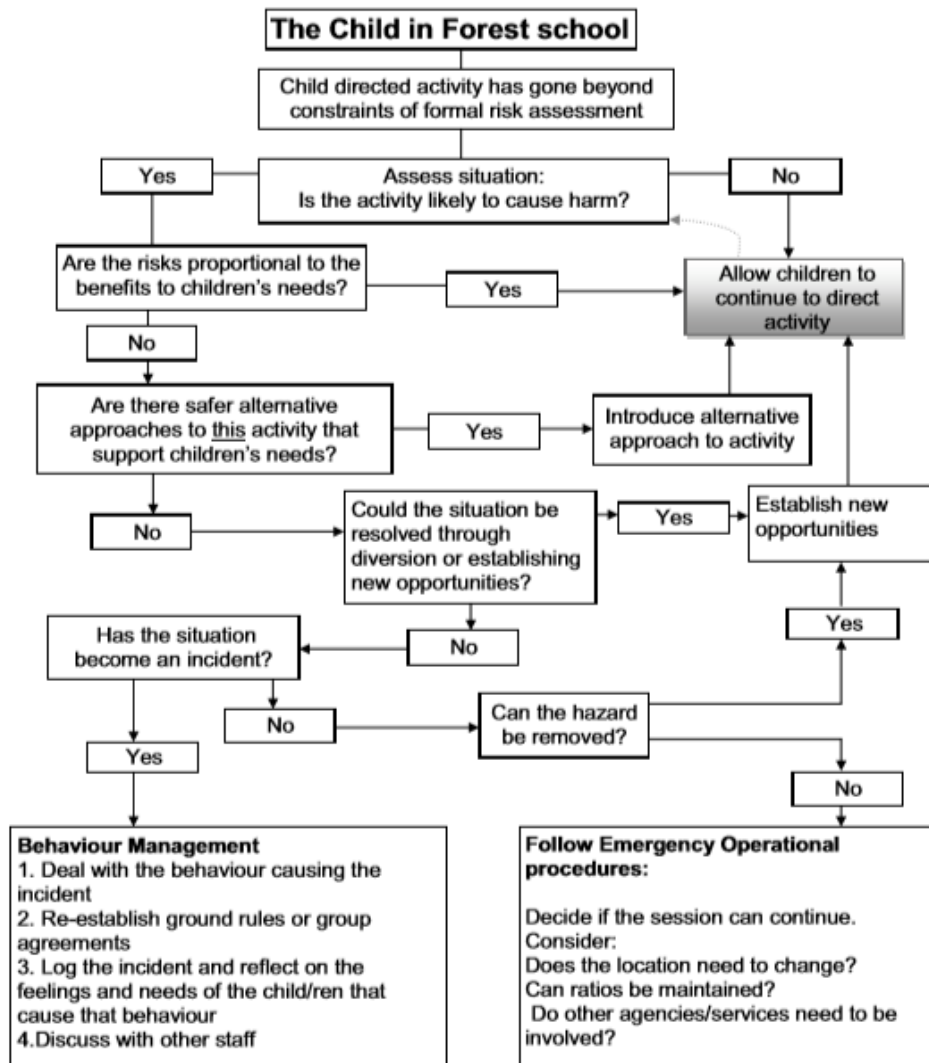 The Child in Forest school
Child directed activity has gone beyond
constraints of formal risk assessment
Yes
Assess situation:
Is the activity likely to cause harm?
No
Are the risks proportional to the
benefits to children's needs?
Yes
Allow children to
continue to direct
activity
No
Are there safer alternative
approaches to this activity that
support children's needs?
Yes
Introduce alternative
approach to activity
No
Could the situation be
resolved through
diversion or establishing
new opportunities?
Yes
Establish new
opportunities
Has the situation
become an incident?
No
Yes
No
Can the hazard
be removed?
Yes
No
Behaviour Management
1. Deal with the behaviour causing the
incident
2. Re-establish ground rules or group
agreements
3. Log the incident and reflect on the
feelings and needs of the child/ren that
cause that behaviour
4.Discuss with other staff
Follow Emergency Operational
procedures:
Decide if the session can continue.
Consider:
Does the location need to change?
Can ratios be maintained?
Do other agencies/services need to be
involved?